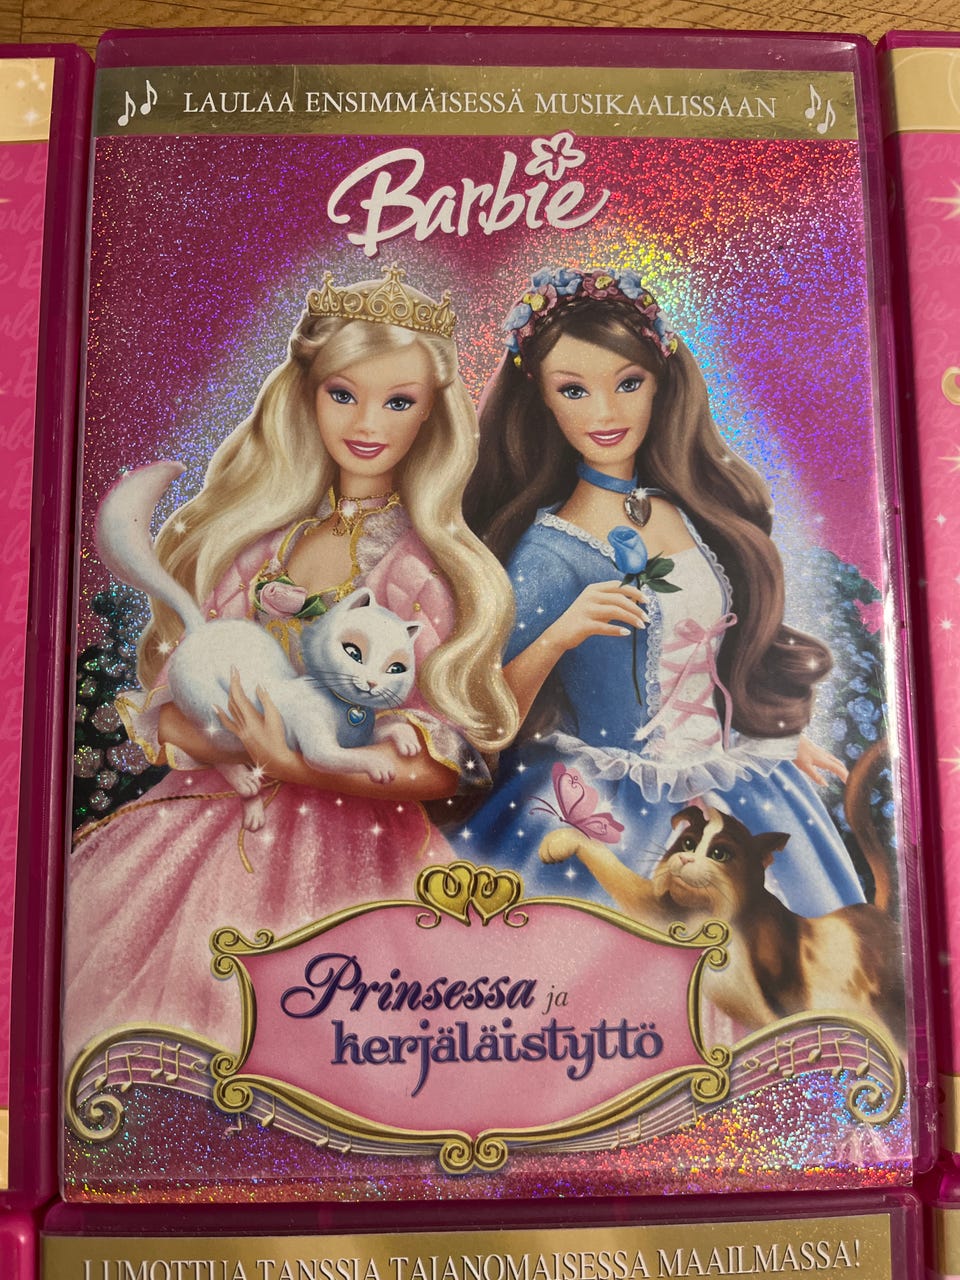 LAULAA ENSIMMÄISESSÄ MUSIKAALISSAAN
Barbie
Prinsessa ja
kerjäläistyttö
LUMOTTUA TANSSIA TAIANOMAISESSA MAAILMASSA!